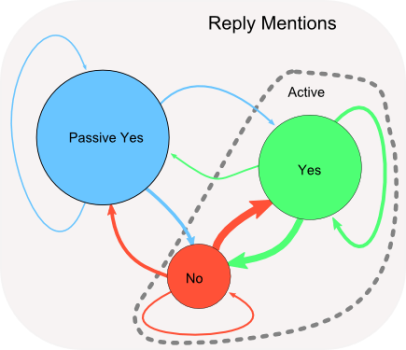 Reply Mentions
Active
Passive Yes
Yes
No